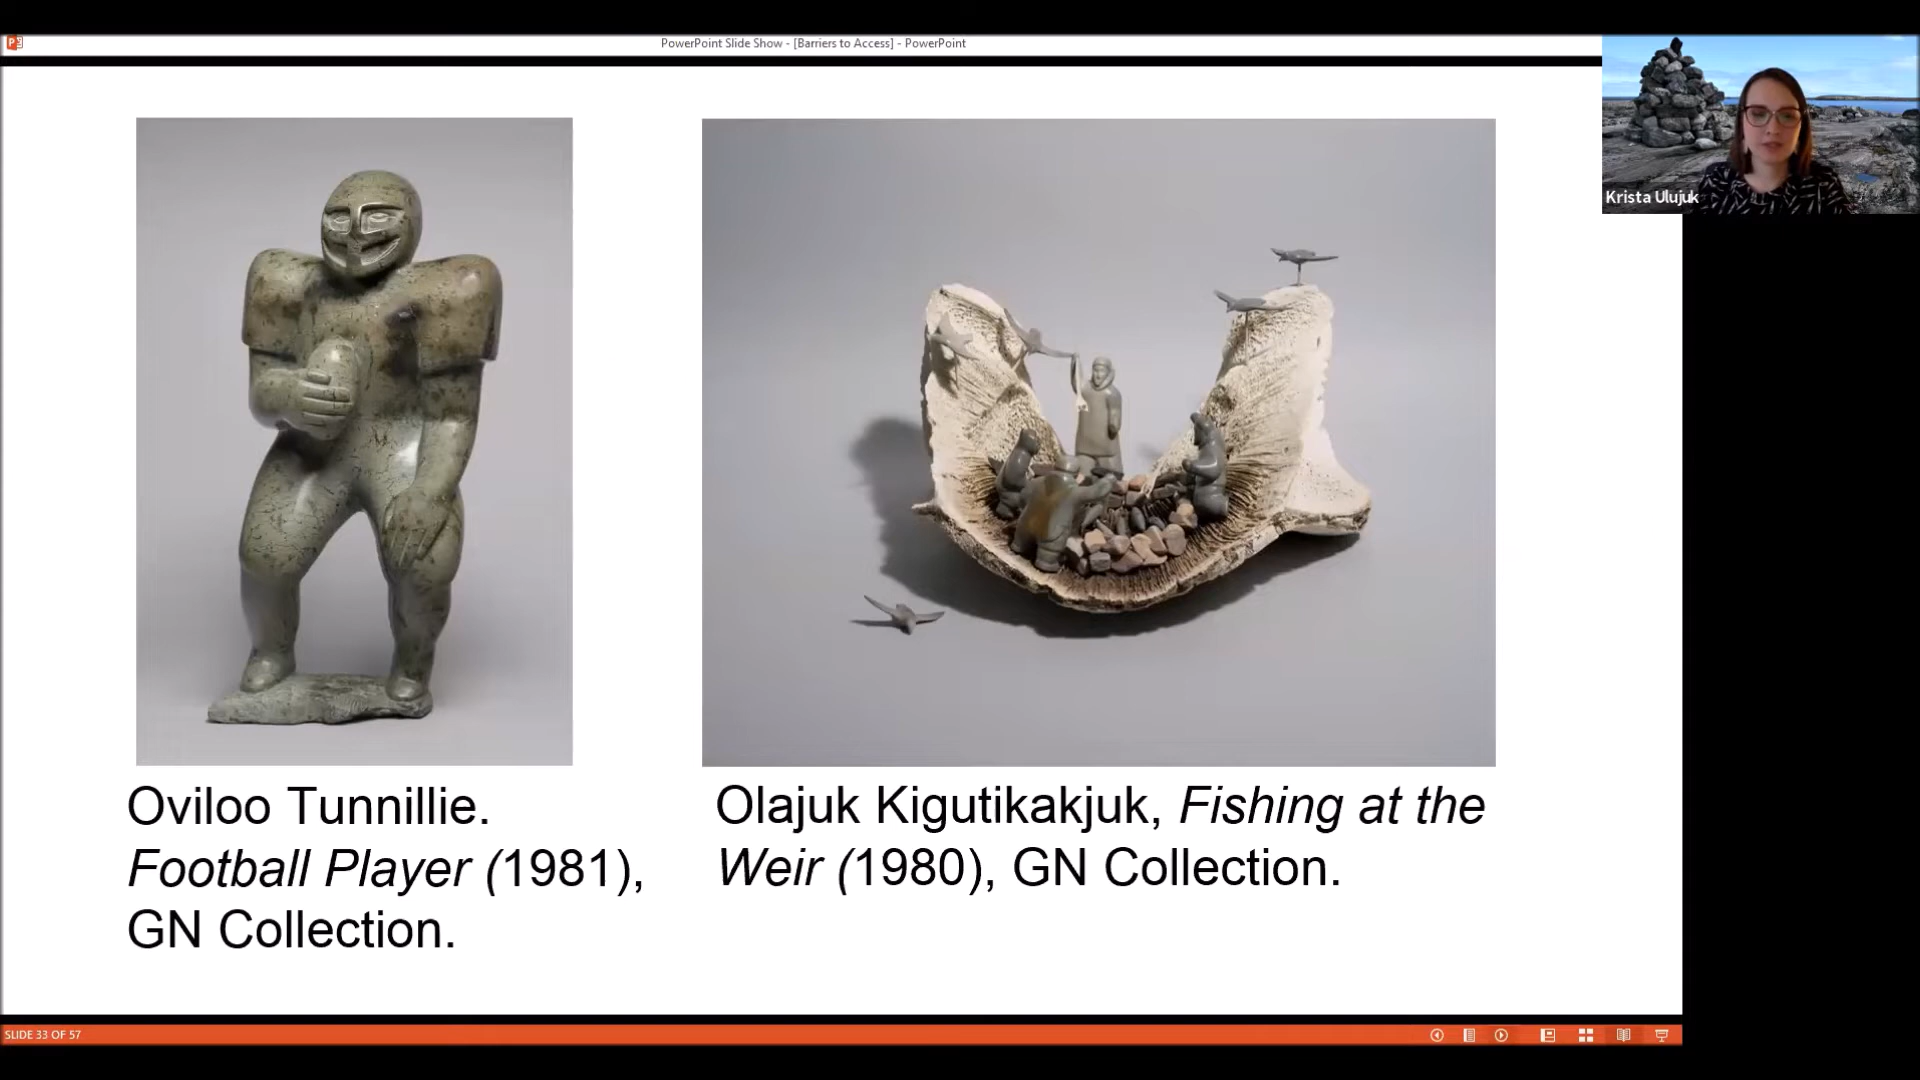 PowerPoint Slide Show - [Barriers to Access] - PowerPoint
Krista Ulujuk
Oviloo Tunnillie.
Football Player (1981),
GN Collection.
Olajuk Kigutikakjuk, Fishing at the
Weir (1980), GN Collection.
SLIDE 33 OF 57